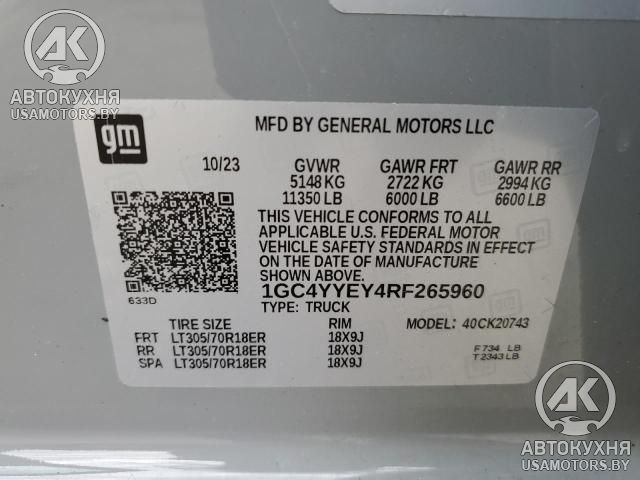 АВТОКУХНЯ
USAMOTORS.BY
gm
MFD BY GENERAL MOTORS LLC
10/23 GVWR GAWR FRT GAWR RR
5148 KG 2722 KG 2994 KG
11350 LB 6000 LB 6600 LB
THIS VEHICLE CONFORMS TO ALL
APPLICABLE U.S. FEDERAL MOTOR
VEHICLE SAFETY STANDARDS IN EFFECT
ON THE DATE OF MANUFACTURE
SHOWN ABOVE.
633D
1GC4YYEY4RF265960
TYPE: TRUCK
TIRE SIZE RIM MODEL: 40CK20743
FRT LT305/70R18ER 18X9J
RR LT305/70R18ER 18X9J
SPA LT305/70R18ER 18X9J
F 734 LB
T 2343 LB
АВТОКУХНЯ
USAMOTORS.BY